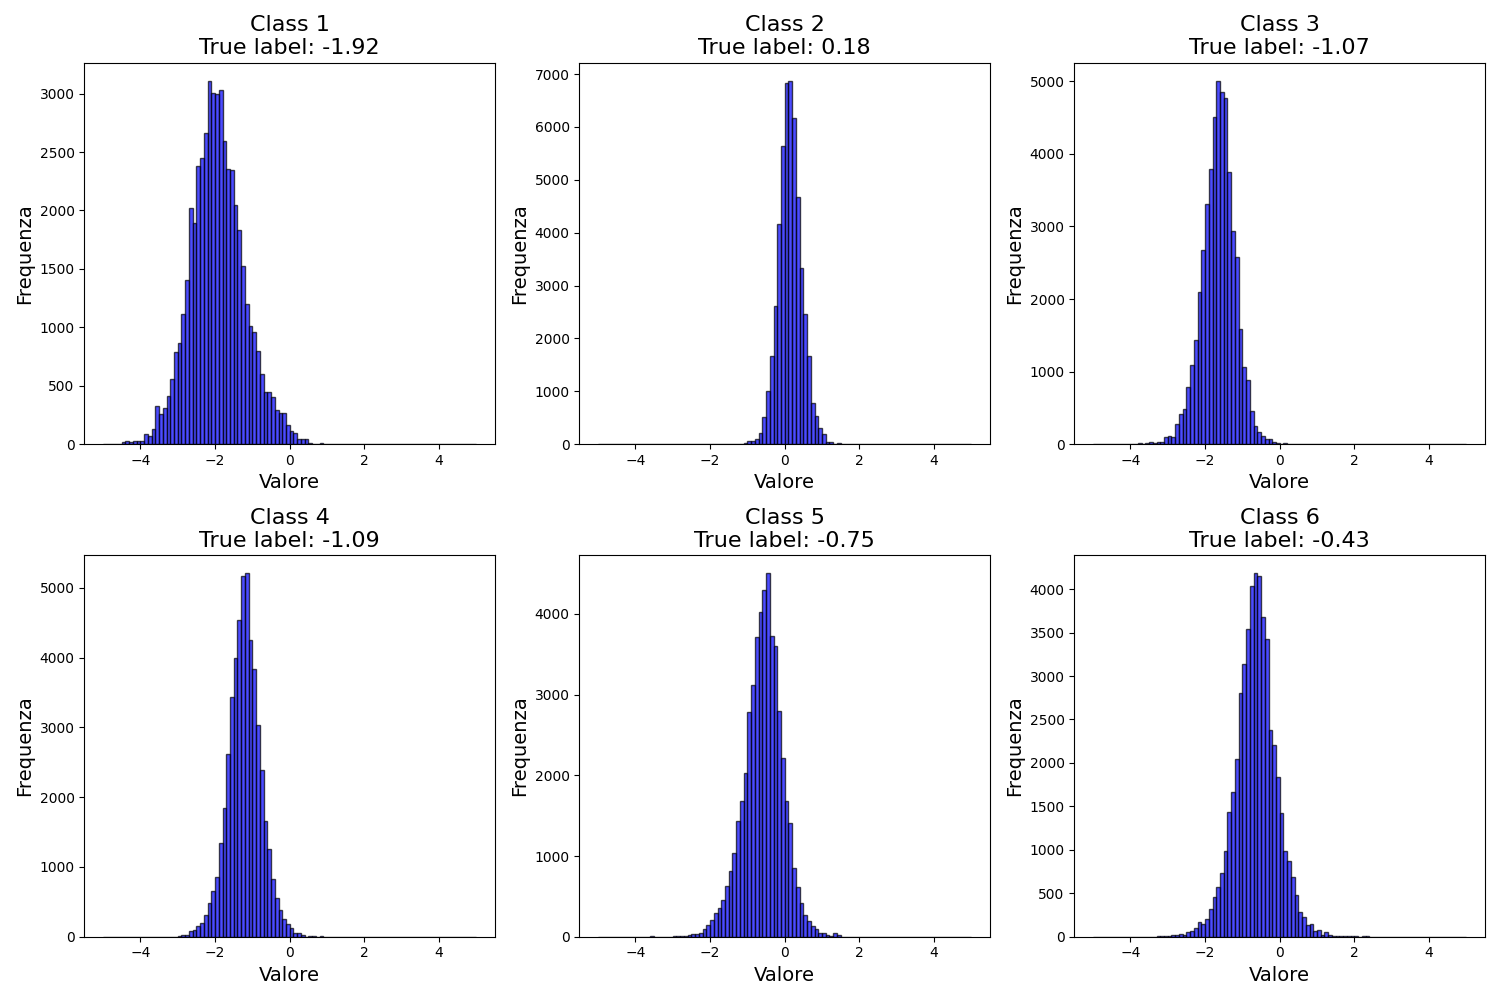 Class 1
True label: -1.92
Frequenza
3000
2500
2000
1500
1000
500
0
−4 −2 0 2 4
Valore
Class 2
True label: 0.18
Frequenza
7000
6000
5000
4000
3000
2000
1000
0
−4 −2 0 2 4
Valore
Class 3
True label: -1.07
Frequenza
5000
4000
3000
2000
1000
0
−4 −2 0 2 4
Valore
Class 4
True label: -1.09
Frequenza
5000
4000
3000
2000
1000
0
−4 −2 0 2 4
Valore
Class 5
True label: -0.75
Frequenza
4000
3000
2000
1000
0
−4 −2 0 2 4
Valore
Class 6
True label: -0.43
Frequenza
4000
3500
3000
2500
2000
1500
1000
500
0
−4 −2 0 2 4
Valore